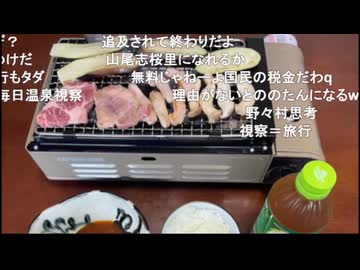 ず？
追及されて終わりだよ
わけだ
山尾志桜里になれるか
行もタダ
無料じゃねーよ国民の税金だわq
毎日温泉視察
理由がないとののたんになるw
野々村思考
視察＝旅行